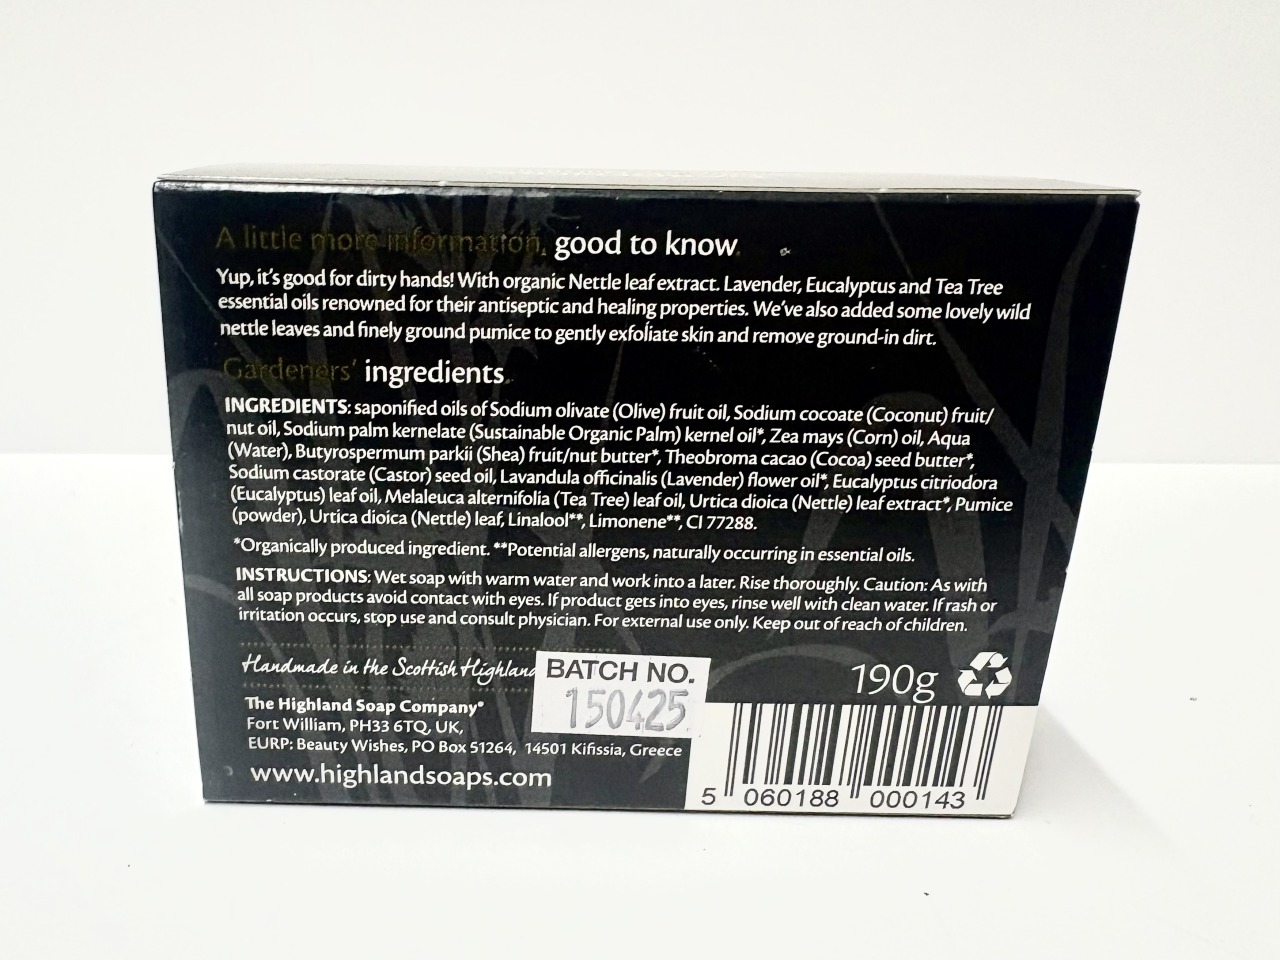 A little more information, good to know.
Yup, it's good for dirty hands! With organic Nettle leaf extract. Lavender, Eucalyptus and Tea Tree
essential oils renowned for their antiseptic and healing properties. We've also added some lovely wild
nettle leaves and finely ground pumice to gently exfoliate skin and remove ground-in dirt.
Gardeners' ingredients.
INGREDIENTS: saponified oils of Sodium olivate (Olive) fruit oil, Sodium cocoate (Coconut) fruit/
nut oil, Sodium palm kernelate (Sustainable Organic Palm) kernel oil*, Zea mays (Corn) oil, Aqua
(Water), Butyrospermum parkii (Shea) fruit/nut butter*, Theobroma cacao (Cocoa) seed butter*,
Sodium castorate (Castor) seed oil, Lavandula officinalis (Lavender) flower oil*, Eucalyptus citriodora
(Eucalyptus) leaf oil, Melaleuca alternifolia (Tea Tree) leaf oil, Urtica dioica (Nettle) leaf extract*, Pumice
(powder), Urtica dioica (Nettle) leaf, Linalool**, Limonene**, CI 77288.
*Organically produced ingredient. **Potential allergens, naturally occurring in essential oils.
INSTRUCTIONS: Wet soap with warm water and work into a later. Rise thoroughly. Caution: As with
all soap products avoid contact with eyes. If product gets into eyes, rinse well with clean water. If rash or
irritation occurs, stop use and consult physician. For external use only. Keep out of reach of children.
Handmade in the Scottish Highland
BATCH NO.
150425
190g
The Highland Soap Company®
Fort William, PH33 6TQ, UK,
EURP: Beauty Wishes, PO Box 51264, 14501 Kifissia, Greece
www.highlandsoaps.com
5 060188 000143